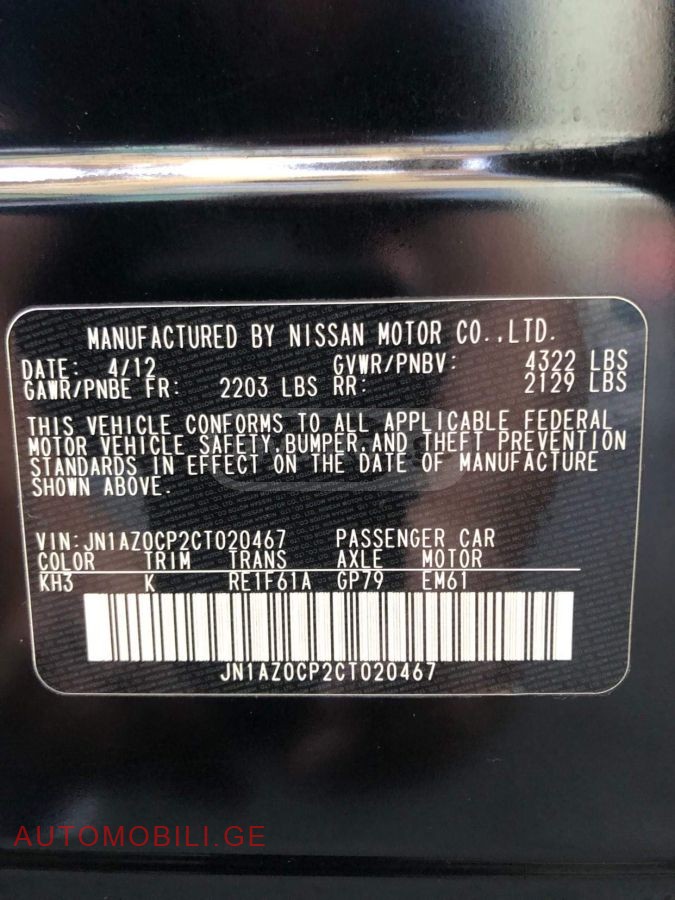 MANUFACTURED BY NISSAN MOTOR CO.,LTD.
DATE: 4/12 GVWR/PNBV: 4322 LBS
GAWR/PNBE FR: 2203 LBS RR: 2129 LBS
THIS VEHICLE CONFORMS TO ALL APPLICABLE FEDERAL
MOTOR VEHICLE SAFETY,BUMPER,AND THEFT PREVENTION
STANDARDS IN EFFECT ON THE DATE OF MANUFACTURE
SHOWN ABOVE.
VIN:JN1AZ0CP2CT020467 PASSENGER CAR
COLOR TRIM TRANS AXLE MOTOR
KH3 K RE1F61A GP79 EM61
JN1AZ0CP2CT020467
AUTOMOBILI.GE